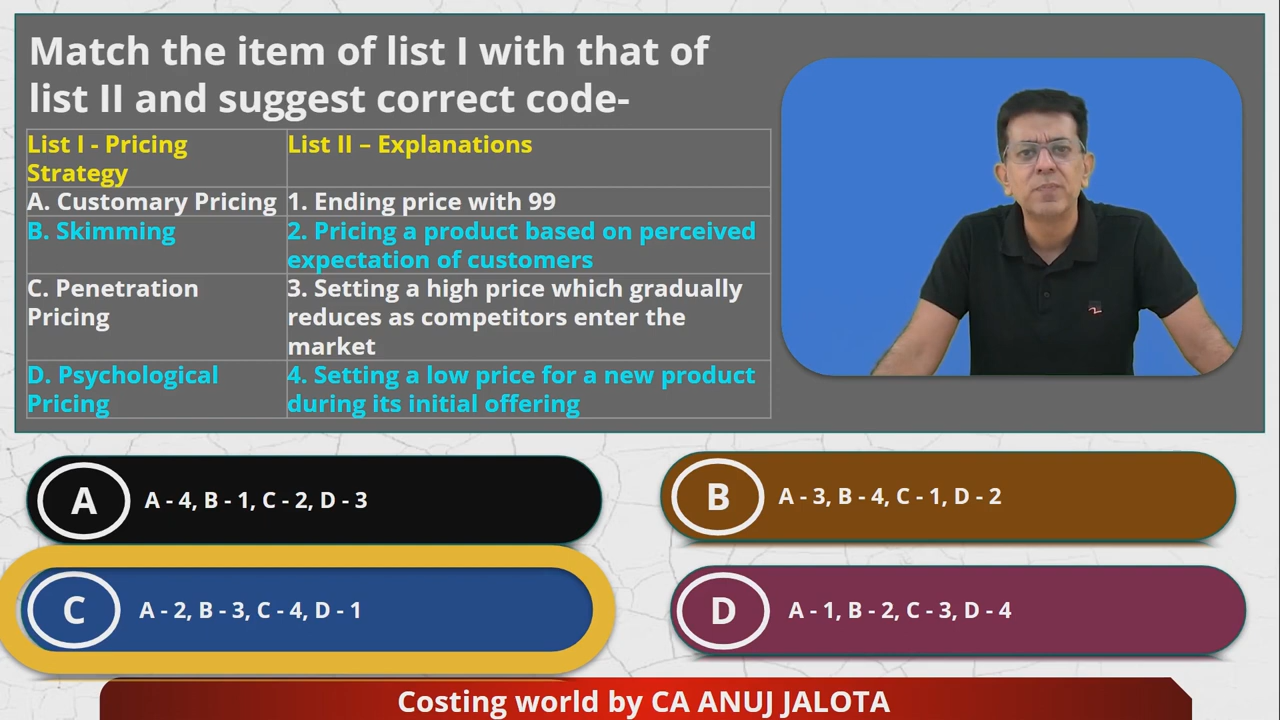 Match the item of list I with that of
list II and suggest correct code-
List I - Pricing
Strategy
List II – Explanations
A. Customary Pricing
1. Ending price with 99
B. Skimming
2. Pricing a product based on perceived
expectation of customers
C. Penetration
Pricing
3. Setting a high price which gradually
reduces as competitors enter the
market
D. Psychological
Pricing
4. Setting a low price for a new product
during its initial offering
A
A - 4, B - 1, C - 2, D - 3
B
A - 3, B - 4, C - 1, D - 2
C
A - 2, B - 3, C - 4, D - 1
D
A - 1, B - 2, C - 3, D - 4
Costing world by CA ANUJ JALOTA